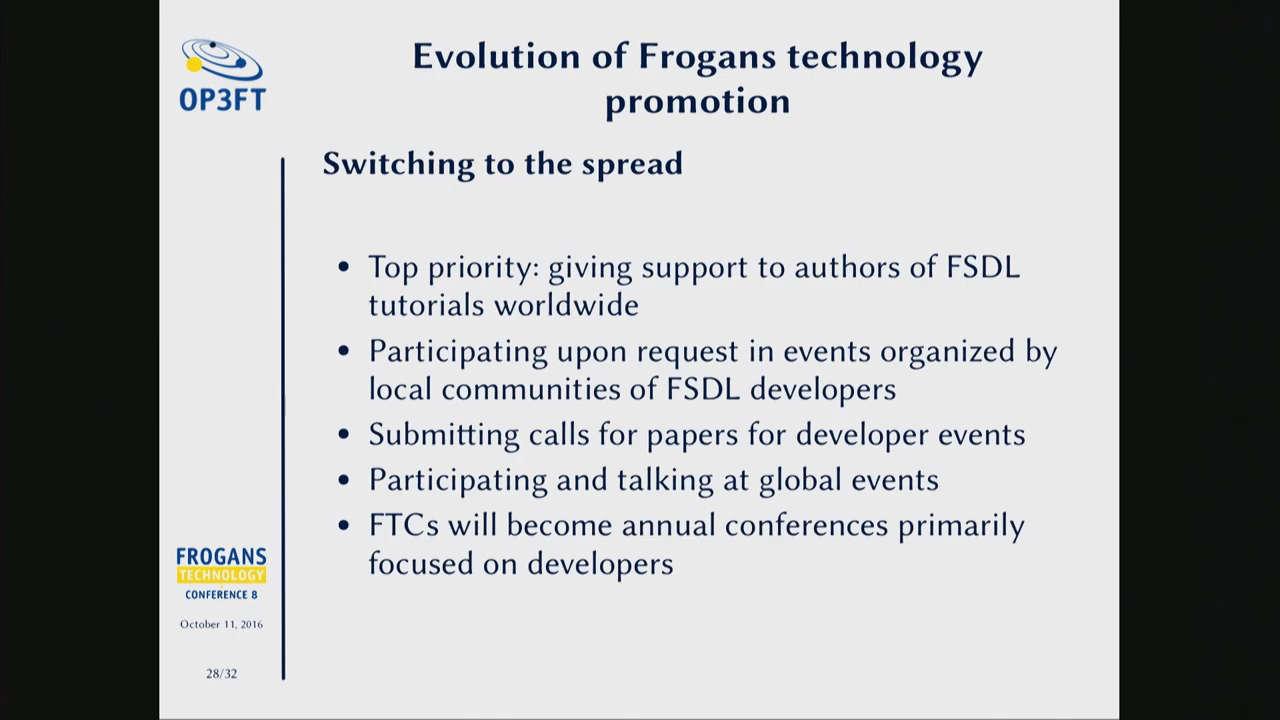 OP3FT
Evolution of Frogans technology
promotion
Switching to the spread
• Top priority: giving support to authors of FSDL
tutorials worldwide
• Participating upon request in events organized by
local communities of FSDL developers
• Submitting calls for papers for developer events
• Participating and talking at global events
• FTCs will become annual conferences primarily
focused on developers
FROGANS
TECHNOLOGY
CONFERENCE 8
October 11, 2016
28/32